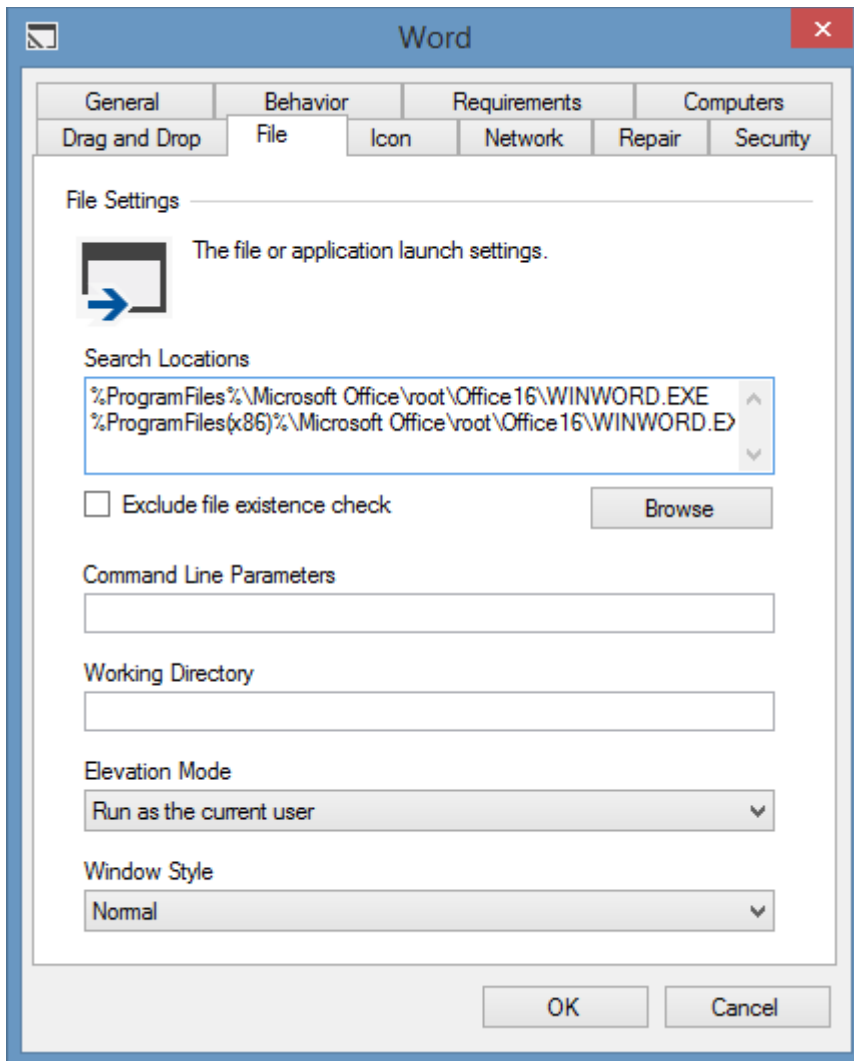 Word
General Behavior Requirements Computers
Drag and Drop File Icon Network Repair Security
File Settings
The file or application launch settings.
Search Locations
%ProgramFiles%\Microsoft Office\root\Office16\WINWORD.EXE
%ProgramFiles(x86)%\Microsoft Office\root\Office16\WINWORD.EX
Exclude file existence check Browse
Command Line Parameters
Working Directory
Elevation Mode
Run as the current user
Window Style
Normal
OK Cancel